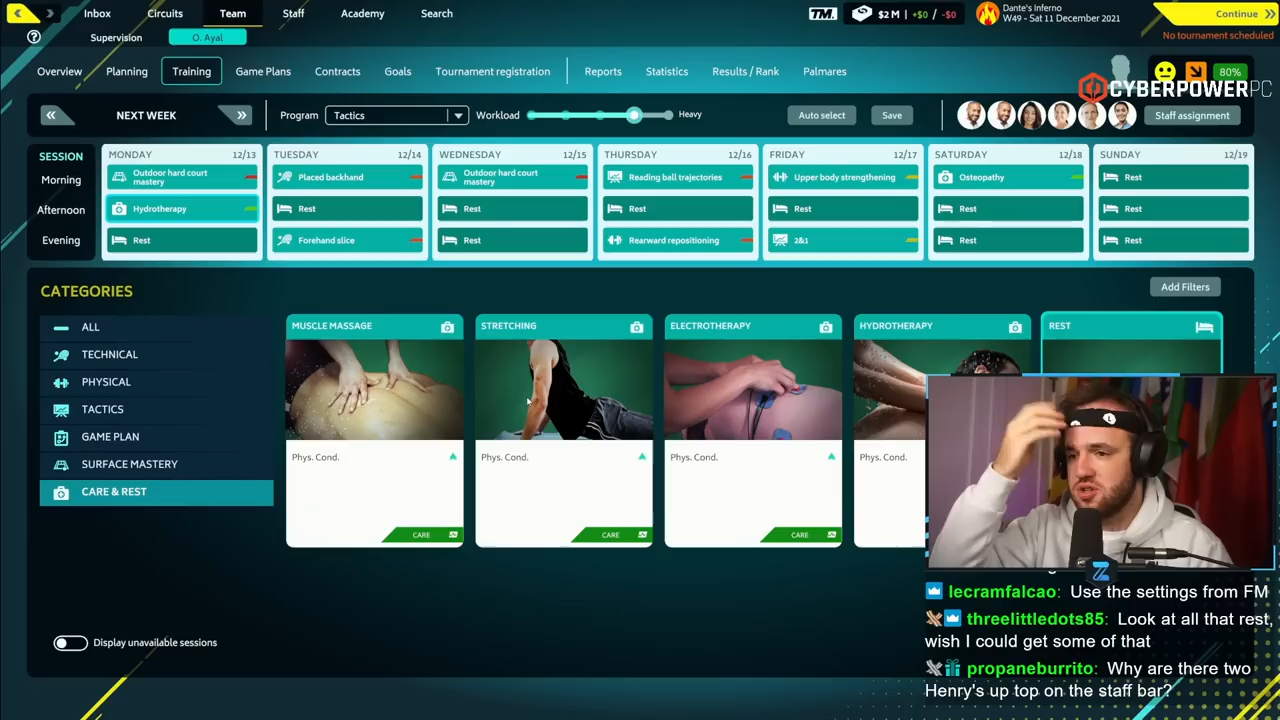 Inbox
Circuits
Team
Staff
Academy
Search
TM.
$2 M | +$0 / -$0
Dante's Inferno
W49 - Sat 11 December 2021
Continue
No tournament scheduled
Supervision
O. Ayal
Overview
Planning
Training
Game Plans
Contracts
Goals
Tournament registration
Reports
Statistics
Results / Rank
Palmares
80%
CYBERPOWERPC
NEXT WEEK
Program
Tactics
Workload
Heavy
Auto select
Save
Staff assignment
SESSION
Morning
Afternoon
Evening
MONDAY 12/13
Outdoor hard court
mastery
Hydrotherapy
Rest
TUESDAY 12/14
Placed backhand
Rest
Forehand slice
WEDNESDAY 12/15
Outdoor hard court
mastery
Rest
Rest
THURSDAY 12/16
Reading ball trajectories
Rest
Rearward repositioning
FRIDAY 12/17
Upper body strengthening
Rest
2&1
SATURDAY 12/18
Osteopathy
Rest
Rest
SUNDAY 12/19
Rest
Rest
Rest
CATEGORIES
Add Filters
ALL
TECHNICAL
PHYSICAL
TACTICS
GAME PLAN
SURFACE MASTERY
CARE & REST
MUSCLE MASSAGE
Phys. Cond.
CARE
STRETCHING
Phys. Cond.
CARE
ELECTROTHERAPY
Phys. Cond.
CARE
HYDROTHERAPY
Phys. Cond.
REST
Display unavailable sessions
lecramfalcao: Use the settings from FM
threelittledots85: Look at all that rest,
wish I could get some of that
propaneburrito: Why are there two
Henry's up top on the staff bar?